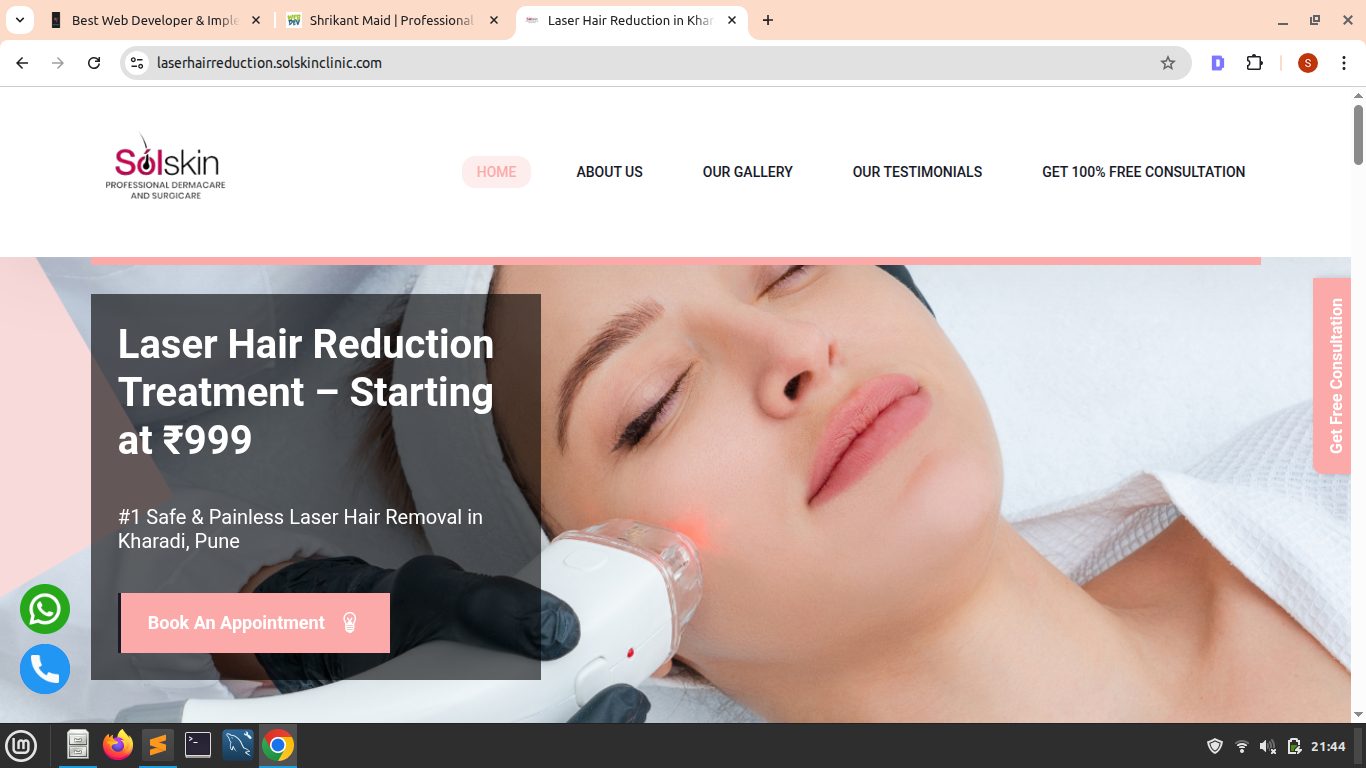 Best Web Developer & Imple
Shrikant Maid | Professional
Laser Hair Reduction in Khar
laserhairreduction.solskinclinic.com
D
S
Sólskin
PROFESSIONAL DERMACARE
AND SURGICARE
HOME
ABOUT US
OUR GALLERY
OUR TESTIMONIALS
GET 100% FREE CONSULTATION
Laser Hair Reduction
Treatment – Starting
at ₹999
#1 Safe & Painless Laser Hair Removal in
Kharadi, Pune
Book An Appointment
Get Free Consultation
21:44